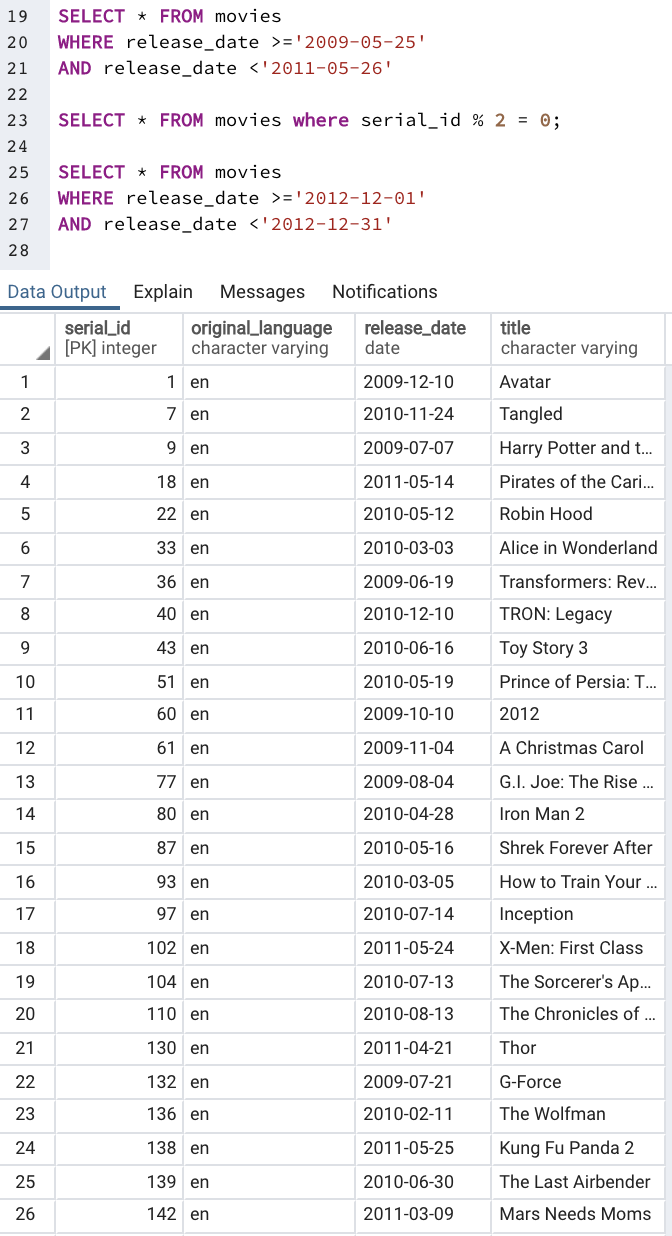 19 SELECT * FROM movies
20 WHERE release_date >='2009-05-25'
21 AND release_date <'2011-05-26'
22
23 SELECT * FROM movies where serial_id % 2 = 0;
24
25 SELECT * FROM movies
26 WHERE release_date >='2012-12-01'
27 AND release_date <'2012-12-31'
28
Data Output Explain Messages Notifications
serial_id original_language release_date title
[PK] integer character varying date character varying
1 1 en 2009-12-10 Avatar
2 7 en 2010-11-24 Tangled
3 9 en 2009-07-07 Harry Potter and t...
4 18 en 2011-05-14 Pirates of the Cari...
5 22 en 2010-05-12 Robin Hood
6 33 en 2010-03-03 Alice in Wonderland
7 36 en 2009-06-19 Transformers: Rev...
8 40 en 2010-12-10 TRON: Legacy
9 43 en 2010-06-16 Toy Story 3
10 51 en 2010-05-19 Prince of Persia: T...
11 60 en 2009-10-10 2012
12 61 en 2009-11-04 A Christmas Carol
13 77 en 2009-08-04 G.I. Joe: The Rise ...
14 80 en 2010-04-28 Iron Man 2
15 87 en 2010-05-16 Shrek Forever After
16 93 en 2010-03-05 How to Train Your ...
17 97 en 2010-07-14 Inception
18 102 en 2011-05-24 X-Men: First Class
19 104 en 2010-07-13 The Sorcerer's Ap...
20 110 en 2010-08-13 The Chronicles of ...
21 130 en 2011-04-21 Thor
22 132 en 2009-07-21 G-Force
23 136 en 2010-02-11 The Wolfman
24 138 en 2011-05-25 Kung Fu Panda 2
25 139 en 2010-06-30 The Last Airbender
26 142 en 2011-03-09 Mars Needs Moms